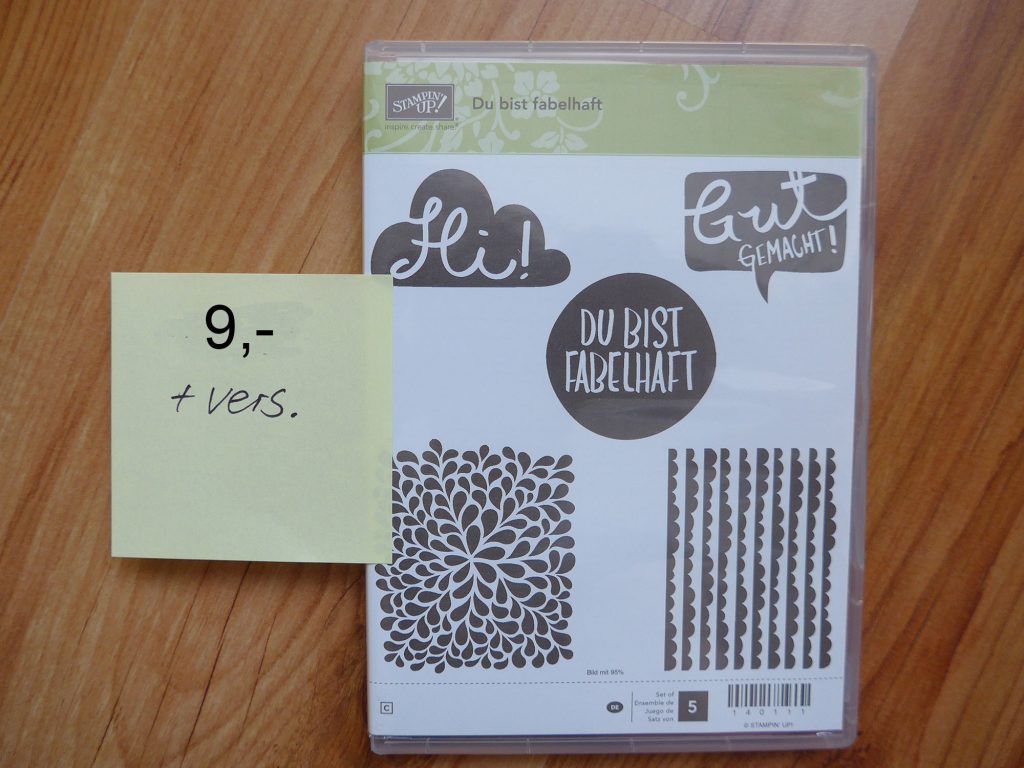 STAMPIN' UP!®
inspire.create.share.®
Du bist fabelhaft
Hi!
Gut
GEMACHT!
9,-
+ vers.
DU BIST
FABELHAFT
Bild mit 95%
C
DE
Set of
Ensemble de
Juego de
Satz von
5
140111
© STAMPIN' UP!